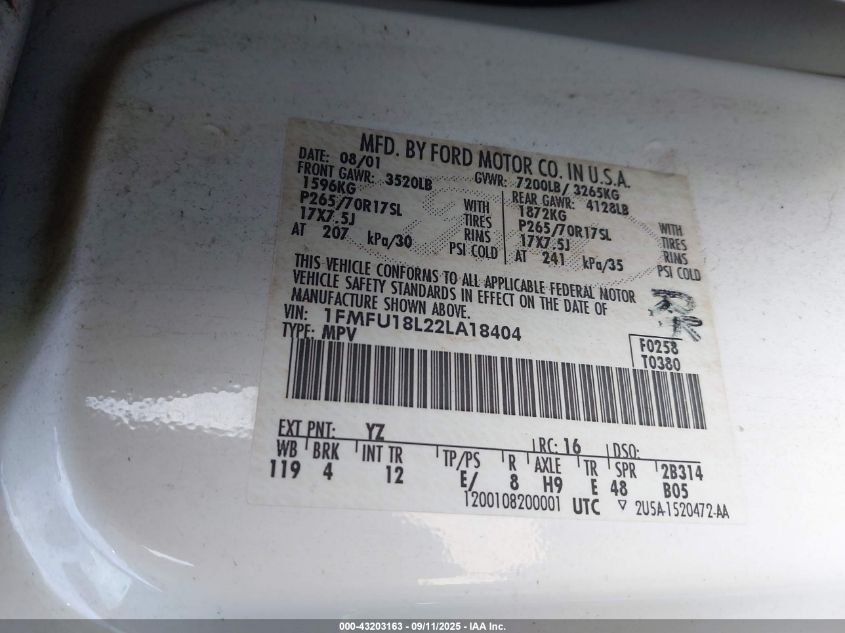 MFD. BY FORD MOTOR CO. IN U.S.A.
DATE: 08/01 GVWR: 7200LB/ 3265KG
FRONT GAWR: 3520LB REAR GAWR: 4128LB
1596KG WITH 1872KG WITH
P265/70R17SL TIRES P265/70R17SL TIRES
17X7.5J RIMS 17X7.5J RIMS
AT 207 kPa/30 PSI COLD AT 241 kPa/35 PSI COLD
THIS VEHICLE CONFORMS TO ALL APPLICABLE FEDERAL MOTOR
VEHICLE SAFETY STANDARDS IN EFFECT ON THE DATE OF
MANUFACTURE SHOWN ABOVE.
VIN: 1FMFU18L22LA18404
TYPE: MPV
F0258
T0380
EXT PNT: YZ RC: 16 DSO:
WB BRK INT TR TP/PS R AXLE TR SPR 2B314
119 4 12 E/ 8 H9 E 48 B05
1200108200001 UTC ▽ 2U5A-1520472-AA
000-43203163 - 09/11/2025 - IAA Inc.